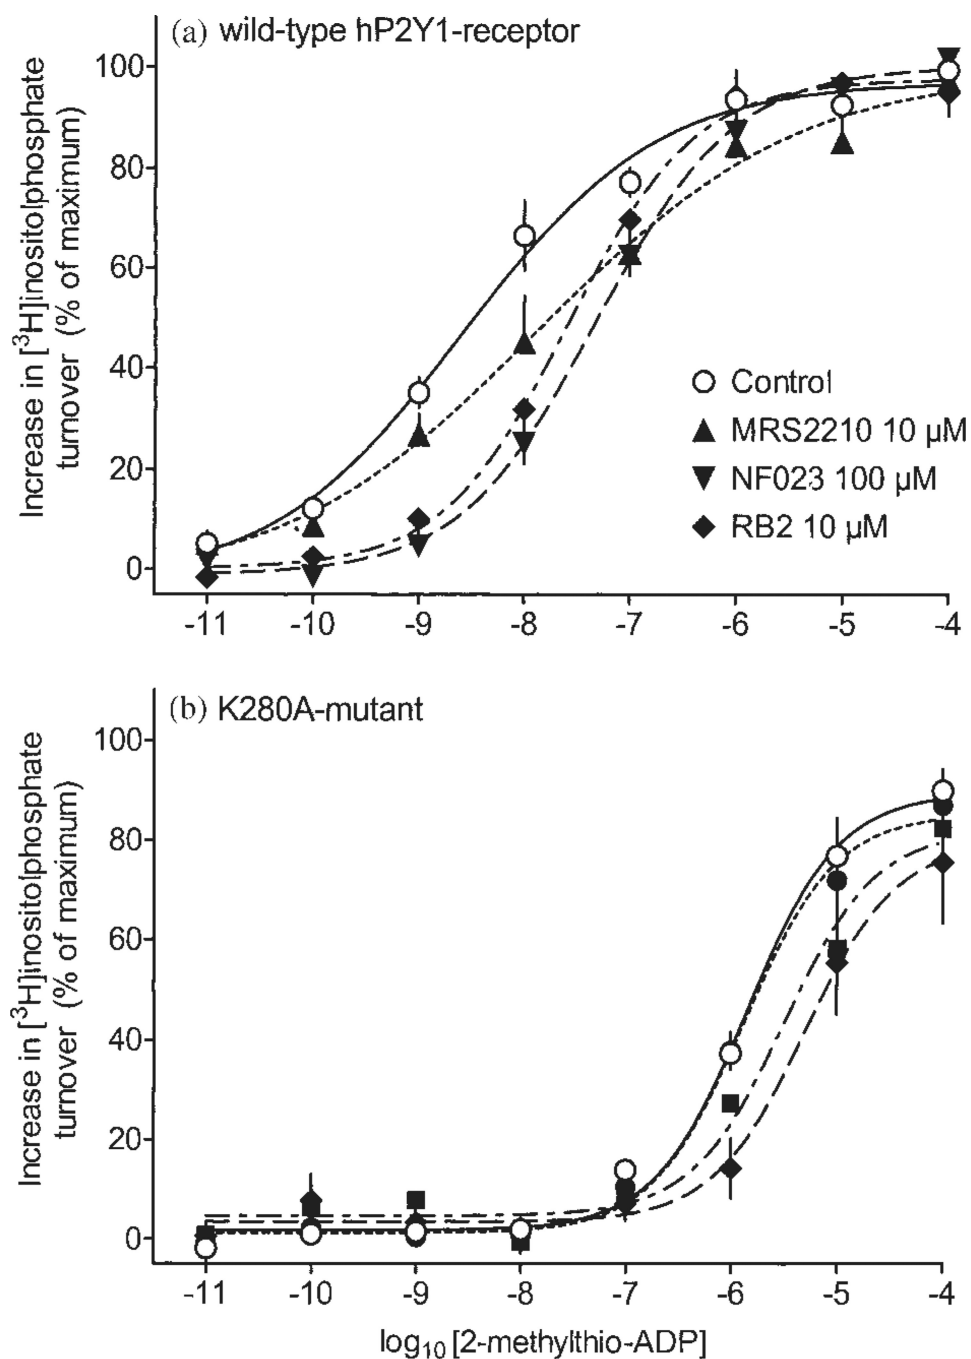 (a) wild-type hP2Y1-receptor
Increase in [³H]inositolphosphate
turnover (% of maximum)
100
80
60
40
20
0
Control
MRS2210 10 µM
NF023 100 µM
RB2 10 µM
-11 -10 -9 -8 -7 -6 -5 -4
(b) K280A-mutant
Increase in [³H]inositolphosphate
turnover (% of maximum)
100
80
60
40
20
0
-11 -10 -9 -8 -7 -6 -5 -4
log₁₀ [2-methylthio-ADP]